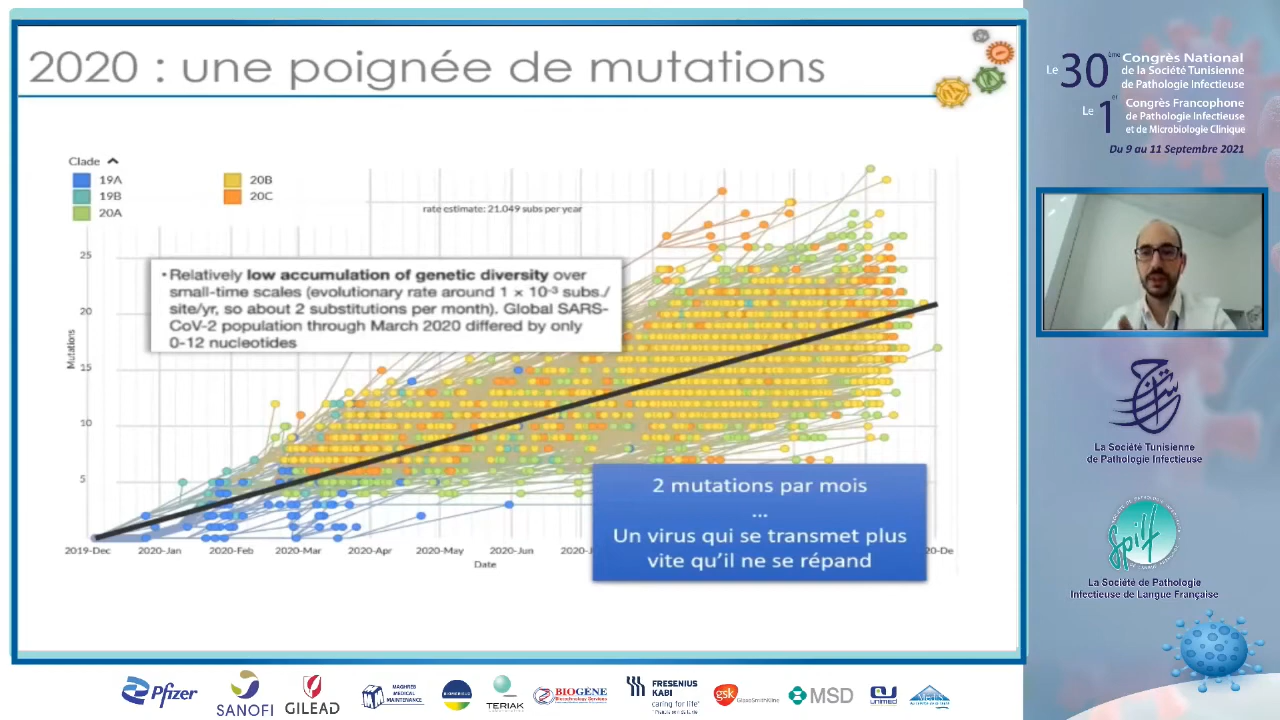 2020 : une poignée de mutations
Clade
19A
19B
20A
20B
20C
rate estimate: 21.049 subs per year
• Relatively low accumulation of genetic diversity over
small-time scales (evolutionary rate around 1 × 10⁻³ subs./
site/yr, so about 2 substitutions per month). Global SARS-
CoV-2 population through March 2020 differed by only
0-12 nucleotides
Mutations
25
20
15
10
5
2019-Dec 2020-Jan 2020-Feb 2020-Mar 2020-Apr 2020-May 2020-Jun
Date
2 mutations par mois
...
Un virus qui se transmet plus
vite qu'il ne se répand
Le 30ème Congrès National
de la Société Tunisienne
de Pathologie Infectieuse
Le 1er Congrès Francophone
de Pathologie Infectieuse
et de Microbiologie Clinique
Du 9 au 11 Septembre 2021
La Société Tunisienne
de Pathologie Infectieuse
Spilf
La Société de Pathologie
Infectieuse de Langue Française
Pfizer
SANOFI
GILEAD
MAGHREB
MEDICAL
MAINTENANCE
TERIAK
BIOGÈNE
FRESENIUS
KABI
caring for life
gsk
GlaxoSmithKline
MSD
UNIMED